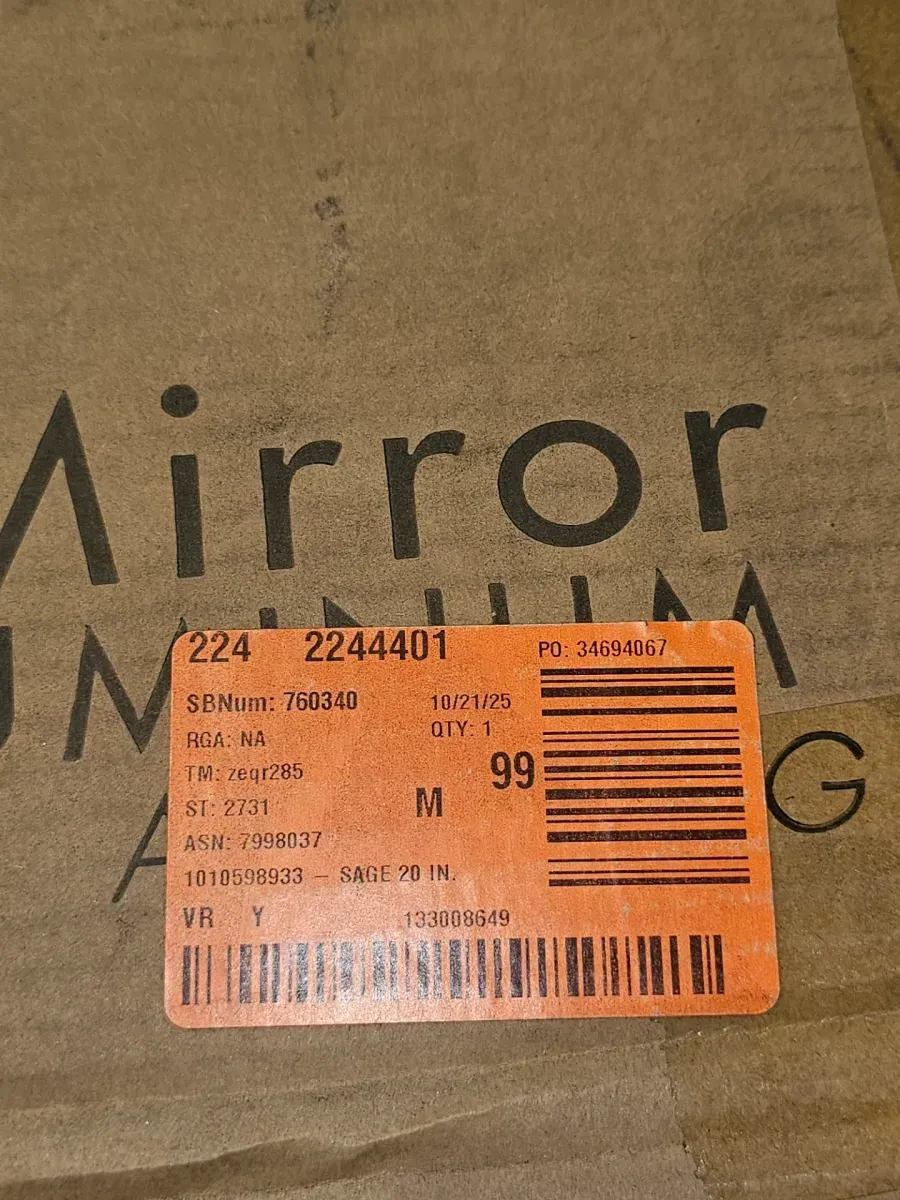 Mirror
224 2244401
PO: 34694067
SBNum: 760340
10/21/25
RGA: NA
QTY: 1
TM: zeqr285
99
ST: 2731
M
ASN: 7998037
1010598933 – SAGE 20 IN.
VR Y
133008649